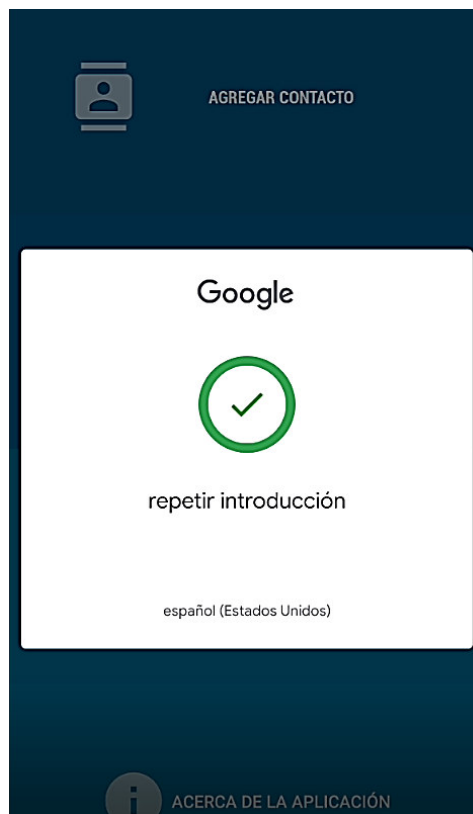 AGREGAR CONTACTO
Google
repetir introducción
español (Estados Unidos)
ACERCA DE LA APLICACIÓN